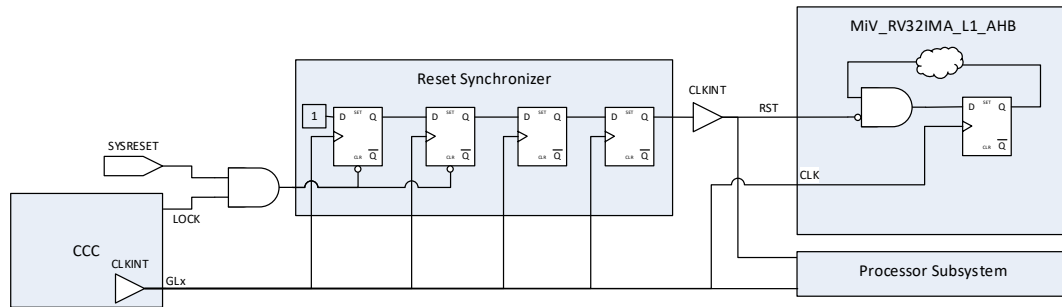 MiV_RV32IMA_L1_AHB
Reset Synchronizer
CLKINT
RST
1
D SET Q
CLR Q
D SET Q
CLR Q
D SET Q
CLR Q
D SET Q
CLR Q
D SET Q
CLR Q
SYSRESET
LOCK
CLK
CCC
CLKINT
GLx
Processor Subsystem